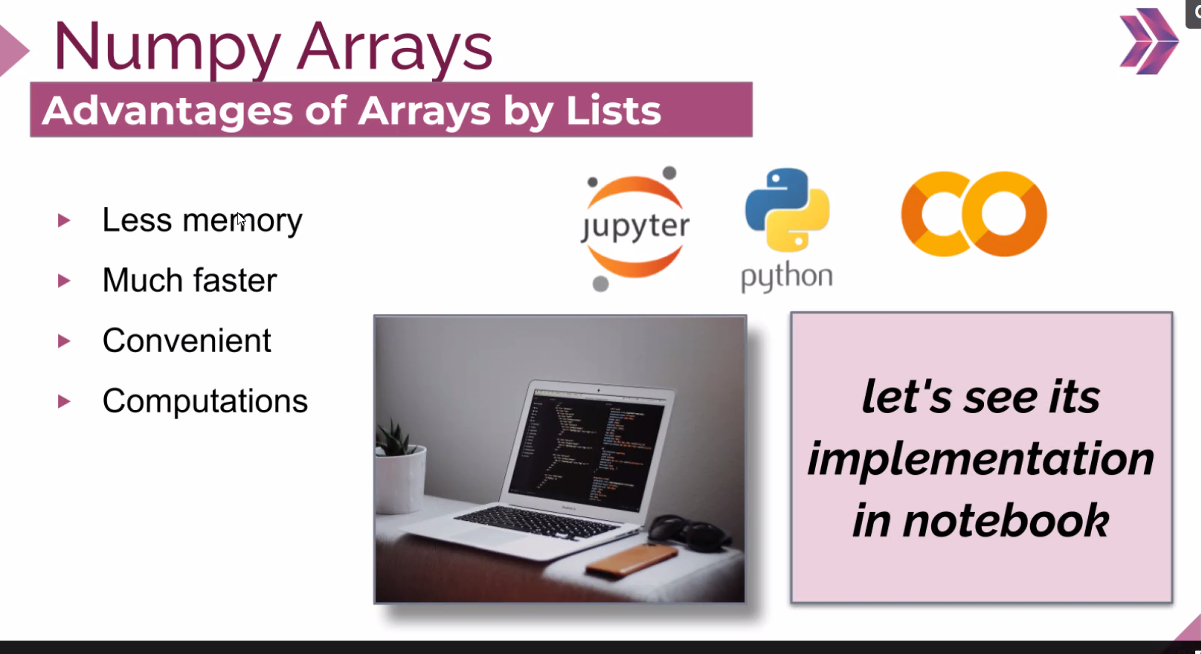 Numpy Arrays
Advantages of Arrays by Lists
Less memory
Much faster
Convenient
Computations
jupyter
python
let's see its
implementation
in notebook